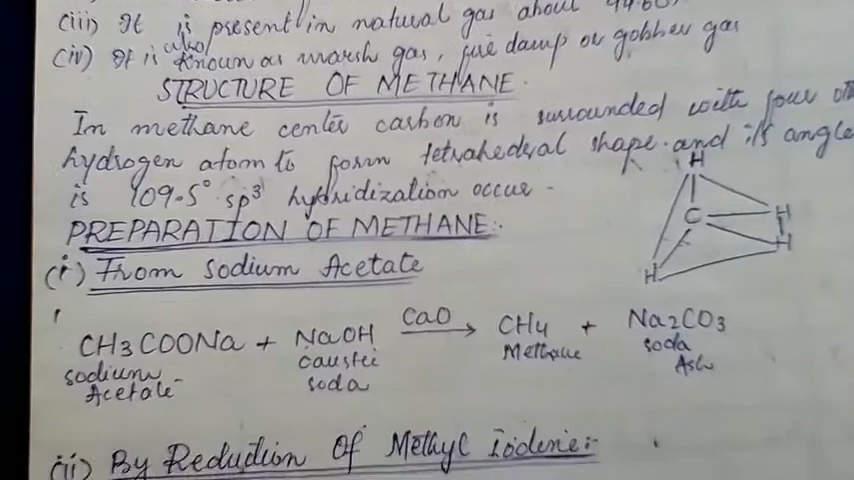 (iii) It is present in natural gas about
(iv) It is also known as marsh gas, fire damp or gobber gas
STRUCTURE OF METHANE
In methane center carbon is surrounded with four
hydrogen atom to form tetrahederal shape. and it's angle
is 109.5° sp³ hybridization occur
H
C
H
H
H
PREPARATION OF METHANE:
(i) From Sodium Acetate
CH3COONa + NaOH CaO → CH4 + Na2CO3
sodium Acetate caustic soda Methane soda Ash
(ii) By Reduction Of Methyl Iodine:-